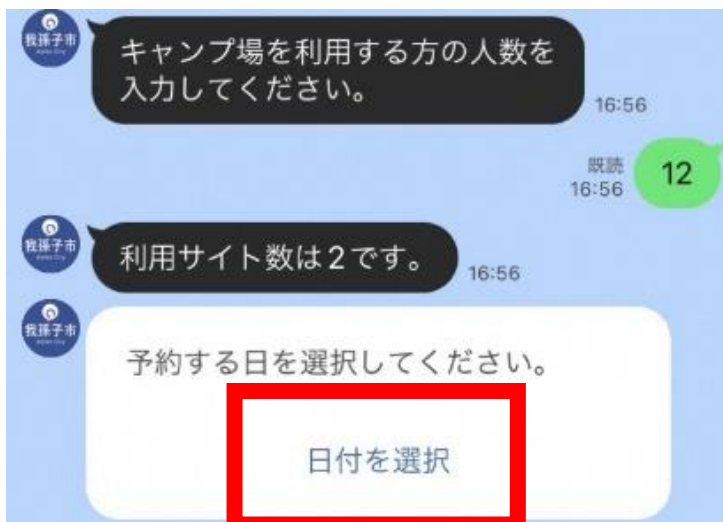 我孫子市
キャンプ場を利用する方の人数を
入力してください。
16:56
既読
16:56
12
我孫子市
利用サイト数は2です。
16:56
我孫子市
予約する日を選択してください。
日付を選択